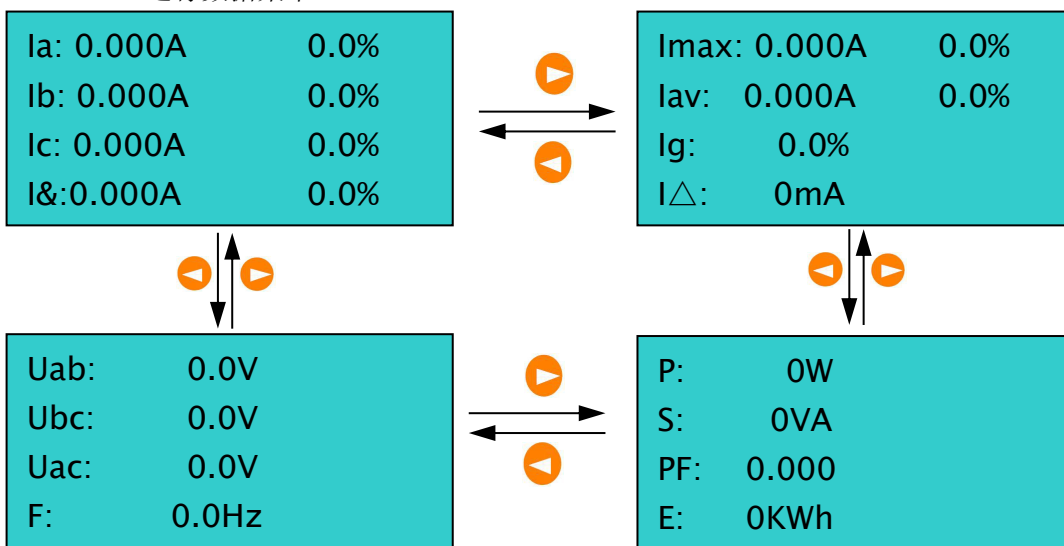 Ia: 0.000A 0.0%
Ib: 0.000A 0.0%
Ic: 0.000A 0.0%
I&:0.000A 0.0%
Imax: 0.000A 0.0%
Iav: 0.000A 0.0%
Ig: 0.0%
I△: 0mA
Uab: 0.0V
Ubc: 0.0V
Uac: 0.0V
F: 0.0Hz
P: 0W
S: 0VA
PF: 0.000
E: 0KWh